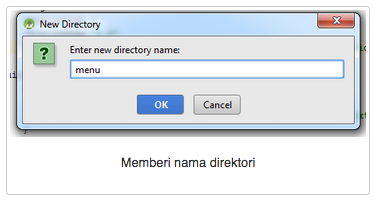 New Directory
Enter new directory name:
menu
OK Cancel
Memberi nama direktori